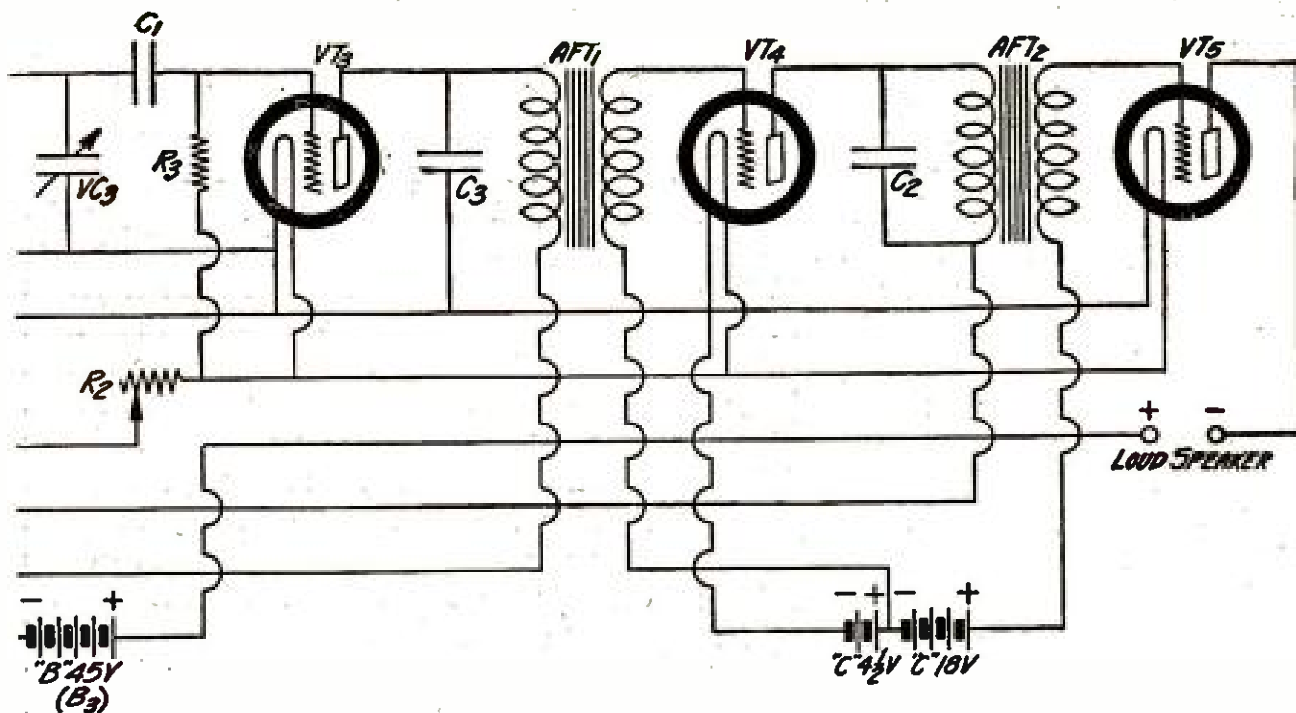 C1
VT3
AFT1
VT4
AFT2
VT5
R3
VC3
C3
C2
R2
+ -
LOUD SPEAKER
- +
- + - +
"B" 45V
(B3)
"C" 4½V "C" 18V